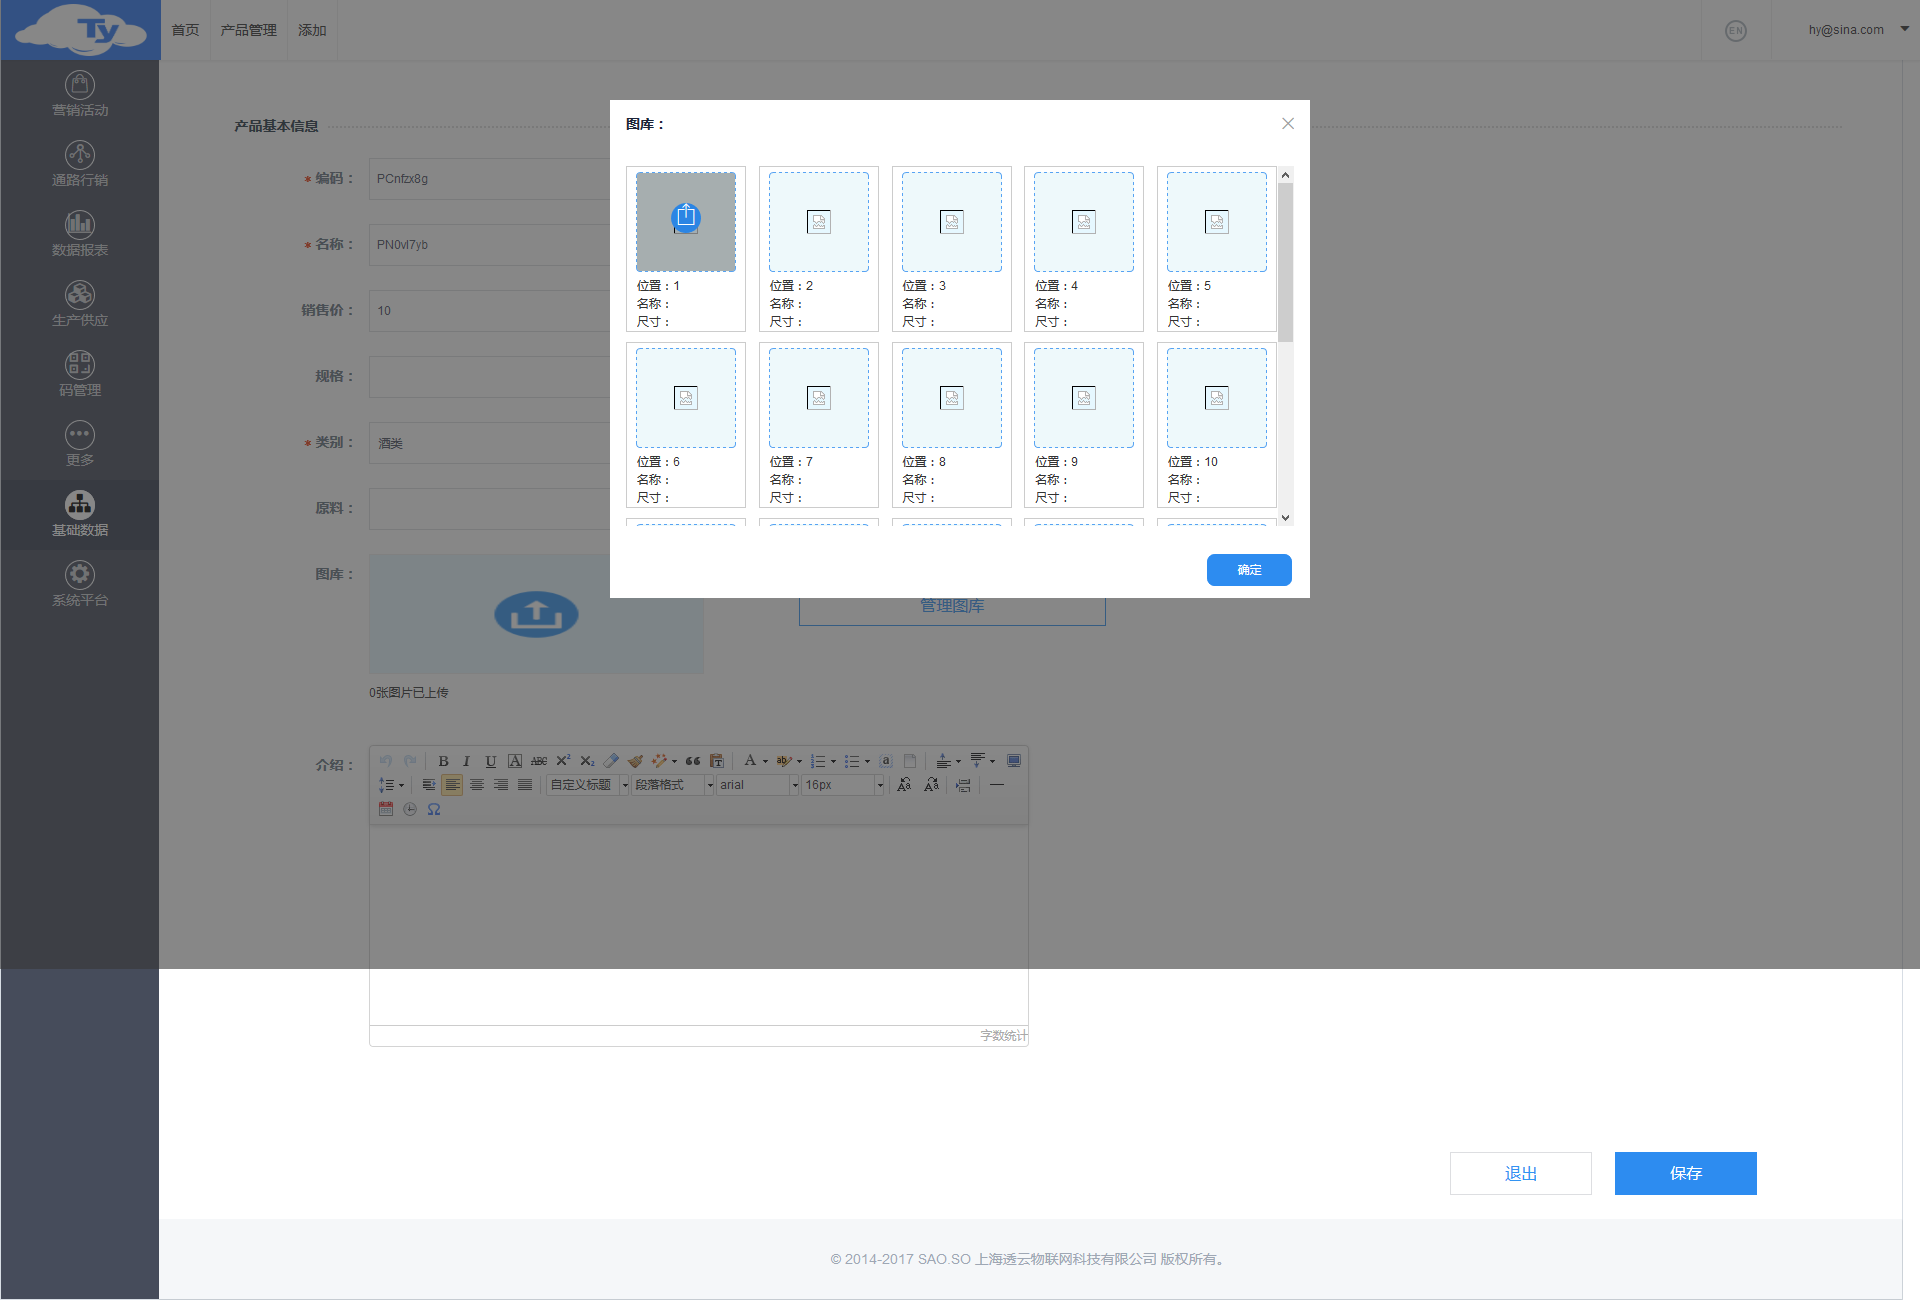 Ty
首页 产品管理 添加
EN
hy@sina.com
营销活动
通路行销
数据报表
生产供应
码管理
更多
基础数据
系统平台
产品基本信息
* 编码： PCnfzx8g
* 名称： PN0vl7yb
销售价： 10
规格：
* 类别： 酒类
原料：
图库：
管理图库
0张图片已上传
图库：
位置：1
名称：
尺寸：
位置：2
名称：
尺寸：
位置：3
名称：
尺寸：
位置：4
名称：
尺寸：
位置：5
名称：
尺寸：
位置：6
名称：
尺寸：
位置：7
名称：
尺寸：
位置：8
名称：
尺寸：
位置：9
名称：
尺寸：
位置：10
名称：
尺寸：
确定
介绍：
B I U A ABC X² X₂
自定义标题 段落格式 arial 16px
字数统计
退出 保存
© 2014-2017 SAO.SO 上海透云物联网科技有限公司 版权所有。